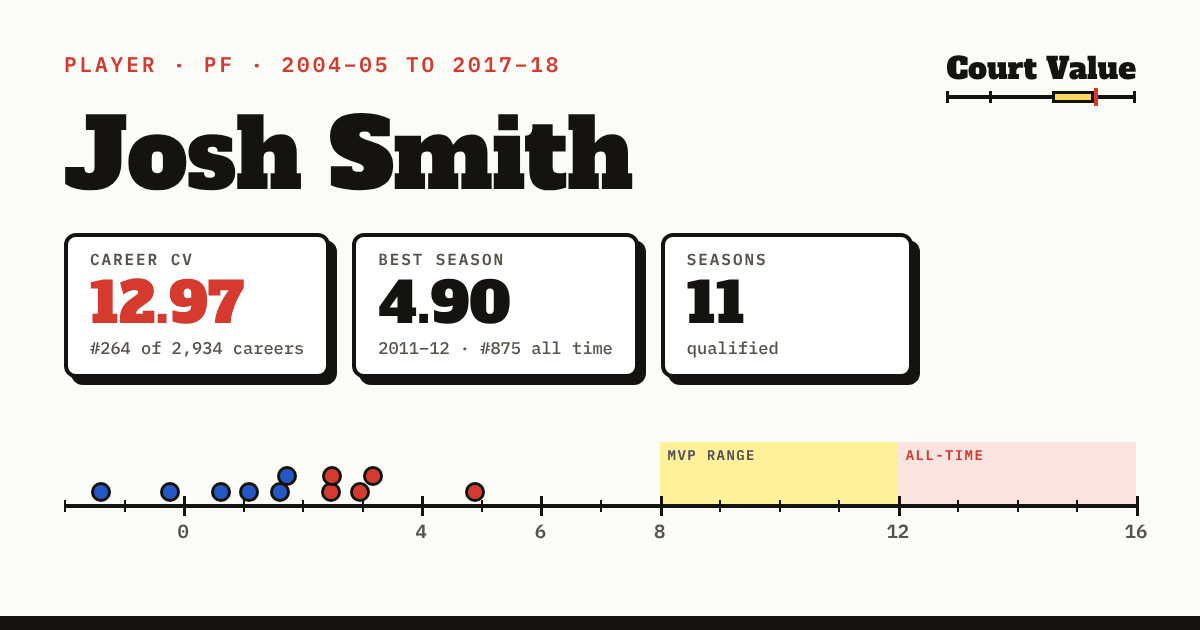 PLAYER · PF · 2004–05 TO 2017–18
Court Value
Josh Smith
CAREER CV
12.97
#264 of 2,934 careers
BEST SEASON
4.90
2011–12 · #875 all time
SEASONS
11
qualified
MVP RANGE
ALL-TIME
0 4 6 8 12 16